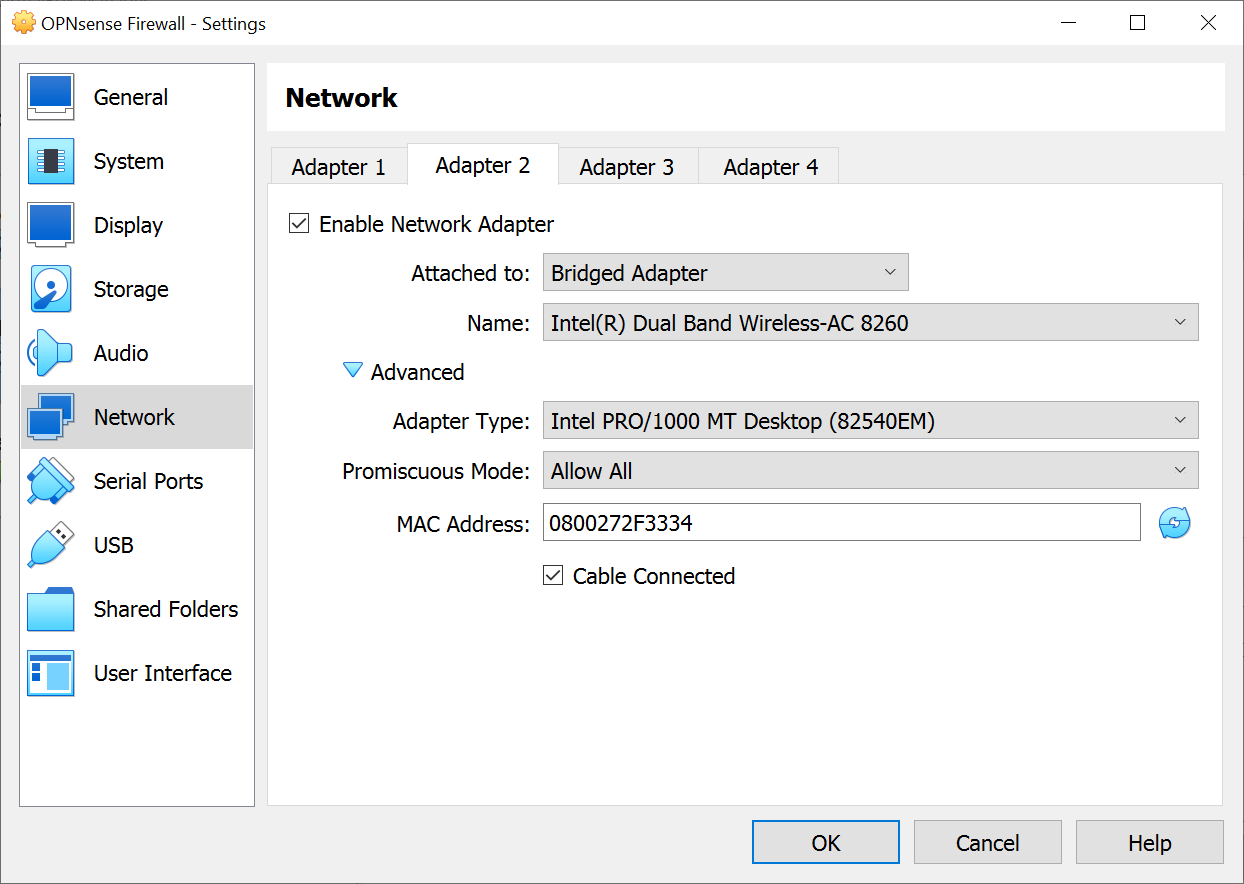 OPNsense Firewall - Settings
General
System
Display
Storage
Audio
Network
Serial Ports
USB
Shared Folders
User Interface
Network
Adapter 1 Adapter 2 Adapter 3 Adapter 4
Enable Network Adapter
Attached to: Bridged Adapter
Name: Intel(R) Dual Band Wireless-AC 8260
Advanced
Adapter Type: Intel PRO/1000 MT Desktop (82540EM)
Promiscuous Mode: Allow All
MAC Address: 0800272F3334
Cable Connected
OK Cancel Help